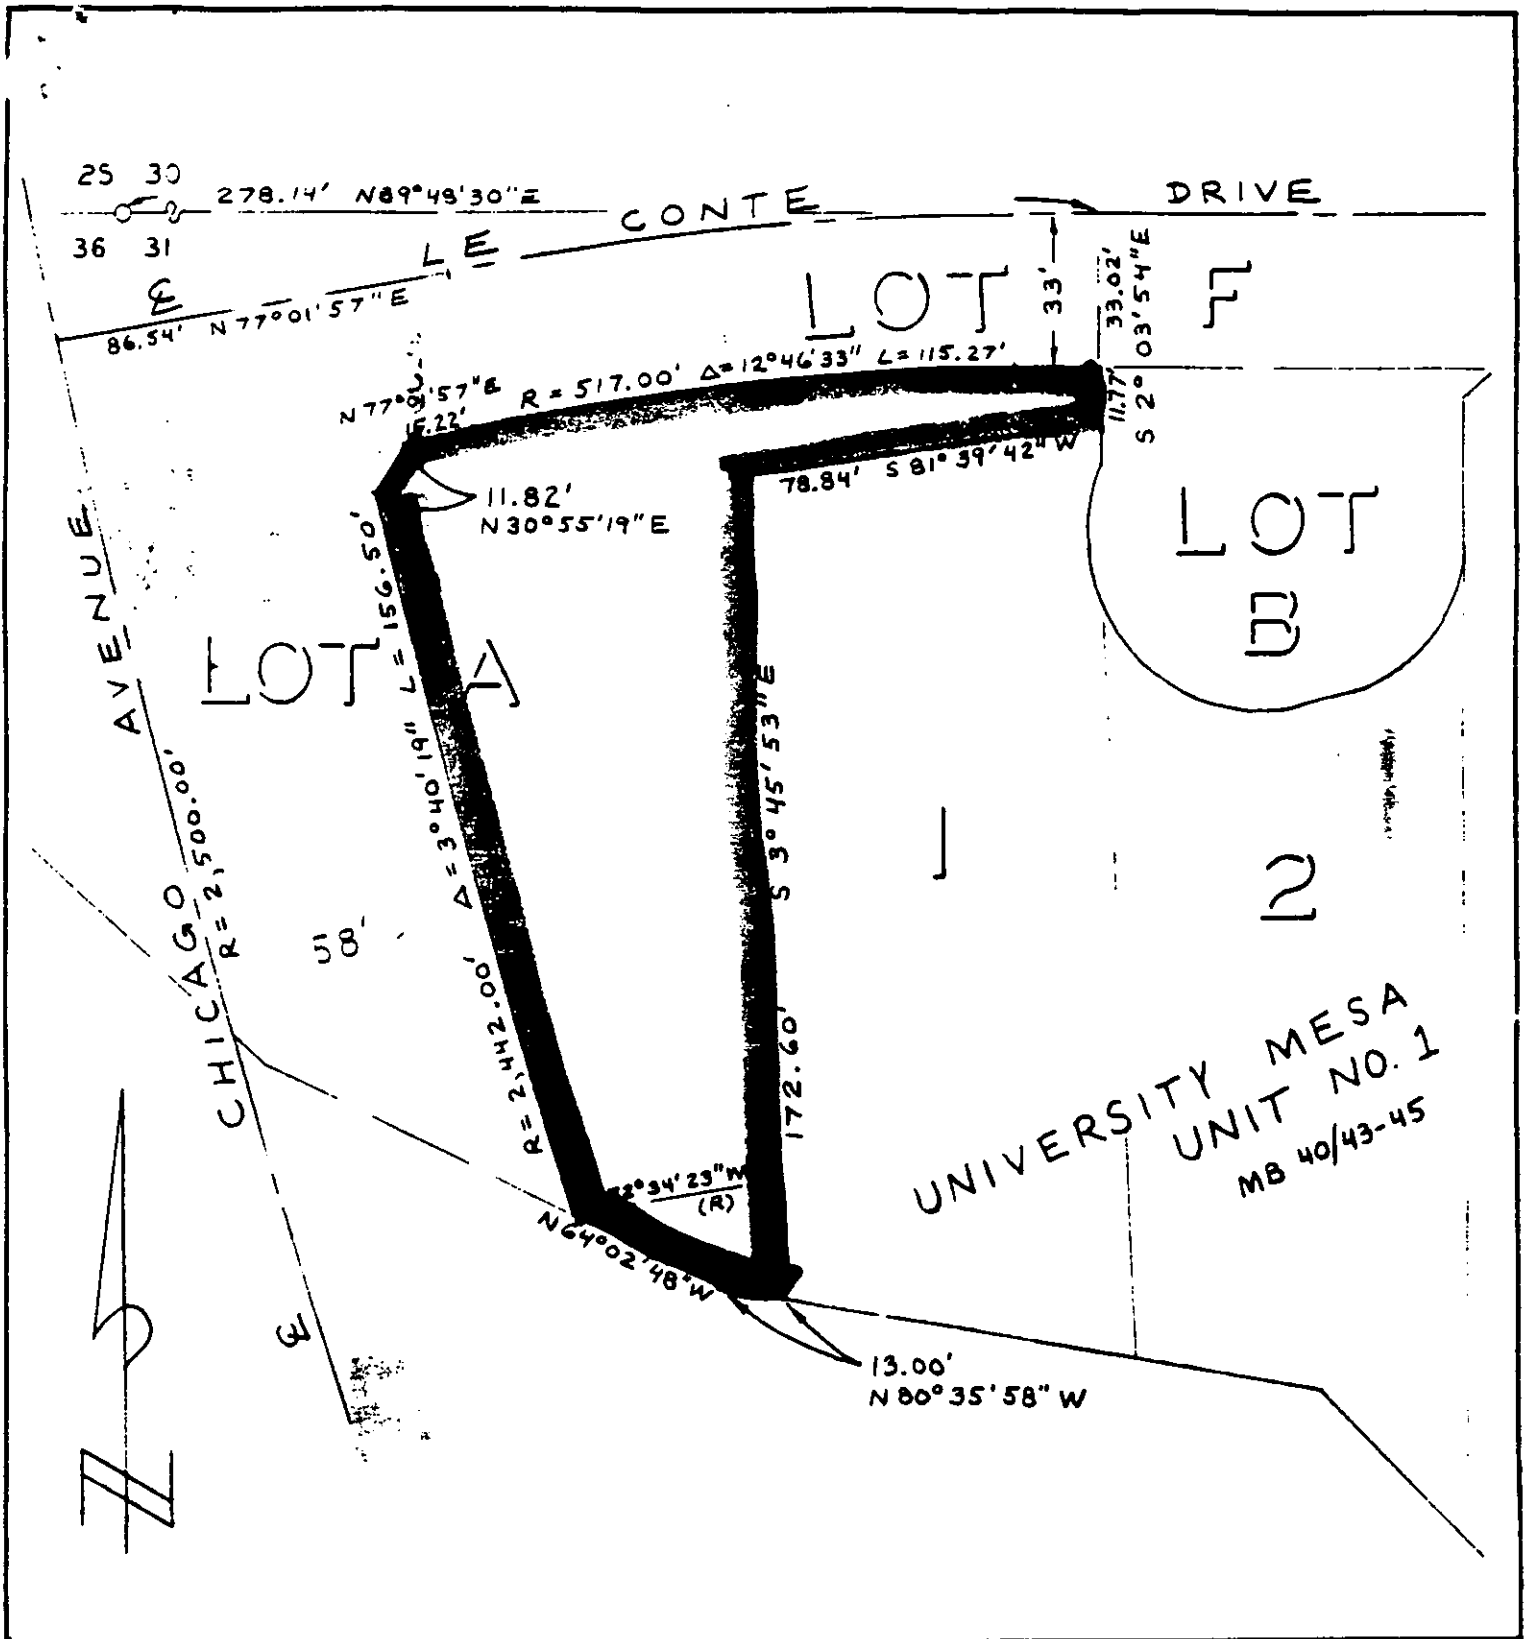 25 30
36 31
278.14' N89°48'30"E
LE CONTE DRIVE
℄
86.54' N 77°01'57"E
LOT F
33'
33.02'
11.77'
S 2° 03'54"E
R = 517.00' Δ=12°46'33" L=115.27'
11.82'
N30°55'19"E
78.84' S 81°39'42"W
LOT
B
LOT A
L= 156.50'
Δ=3°40'19"
R=2,442.00'
S 3°45'53"E
172.60'
CHICAGO AVENUE
R=2,500.00'
58'
1
2
UNIVERSITY MESA
UNIT NO. 1
MB 40/43-45
34'23"W
(R)
N64°02'48"W
℄
13.00'
N80°35'58"W
N